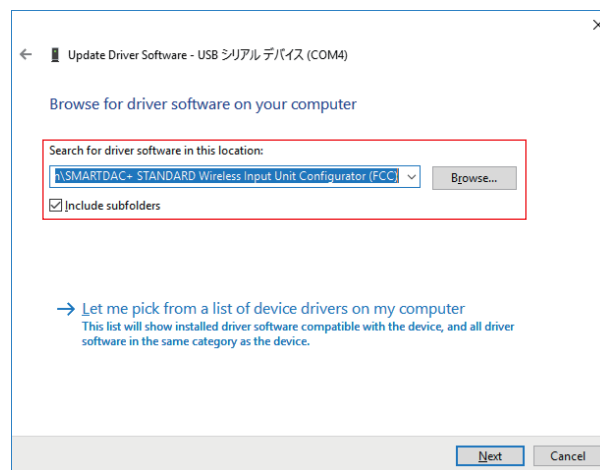 Update Driver Software - USB シリアル デバイス (COM4)
Browse for driver software on your computer
Search for driver software in this location:
n\SMARTDAC+ STANDARD Wireless Input Unit Configurator (FCC)
Browse...
Include subfolders
Let me pick from a list of device drivers on my computer
This list will show installed driver software compatible with the device, and all driver
software in the same category as the device.
Next
Cancel